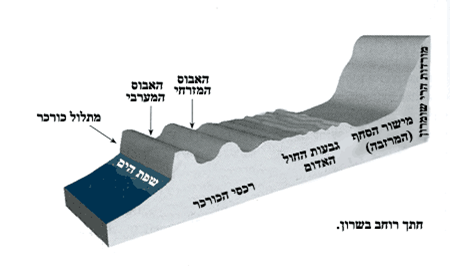 מורדות הרי שומרון
האבוס
המזרחי
האבוס
המערבי
מתלול כורכר
שפת הים
רכסי הכורכר
גבעות החול
האדום
מישור הסחף
(המרזבה)
חתך רוחב בשרון.